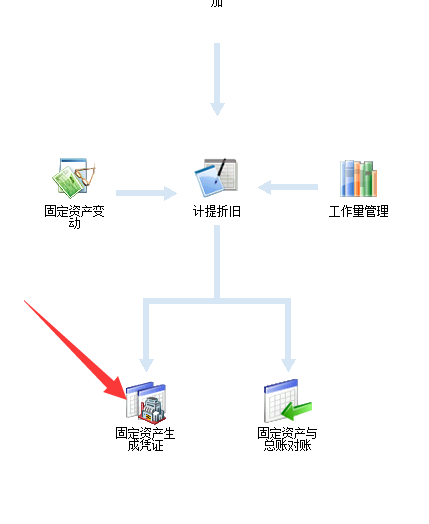 加
固定资产变
动
计提折旧
工作量管理
固定资产生
成凭证
固定资产与
总账对账